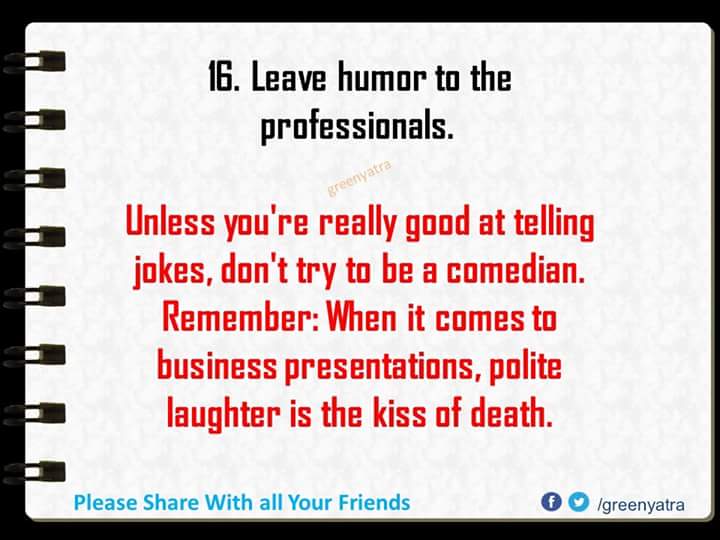 16. Leave humor to the
professionals.
greenyatra
Unless you're really good at telling
jokes, don't try to be a comedian.
Remember: When it comes to
business presentations, polite
laughter is the kiss of death.
Please Share With all Your Friends
/greenyatra